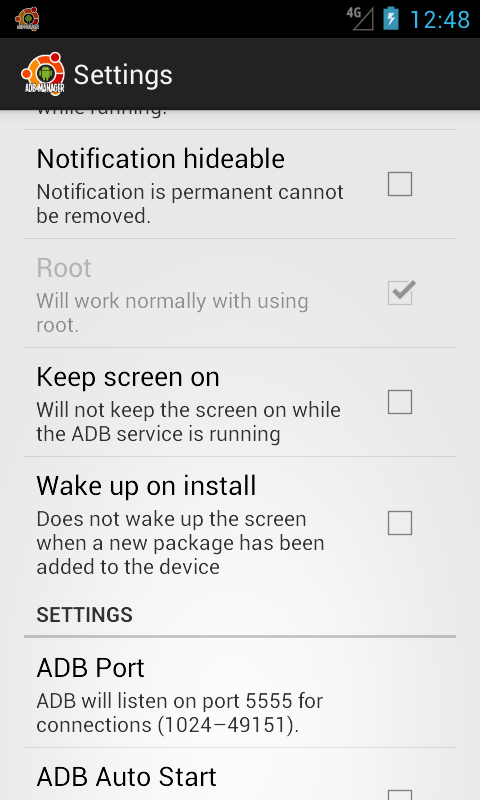 4G
12:48
ADB MANAGER
Settings
while running.
Notification hideable
Notification is permanent cannot
be removed.
Root
Will work normally with using
root.
Keep screen on
Will not keep the screen on while
the ADB service is running
Wake up on install
Does not wake up the screen
when a new package has been
added to the device
SETTINGS
ADB Port
ADB will listen on port 5555 for
connections (1024–49151).
ADB Auto Start